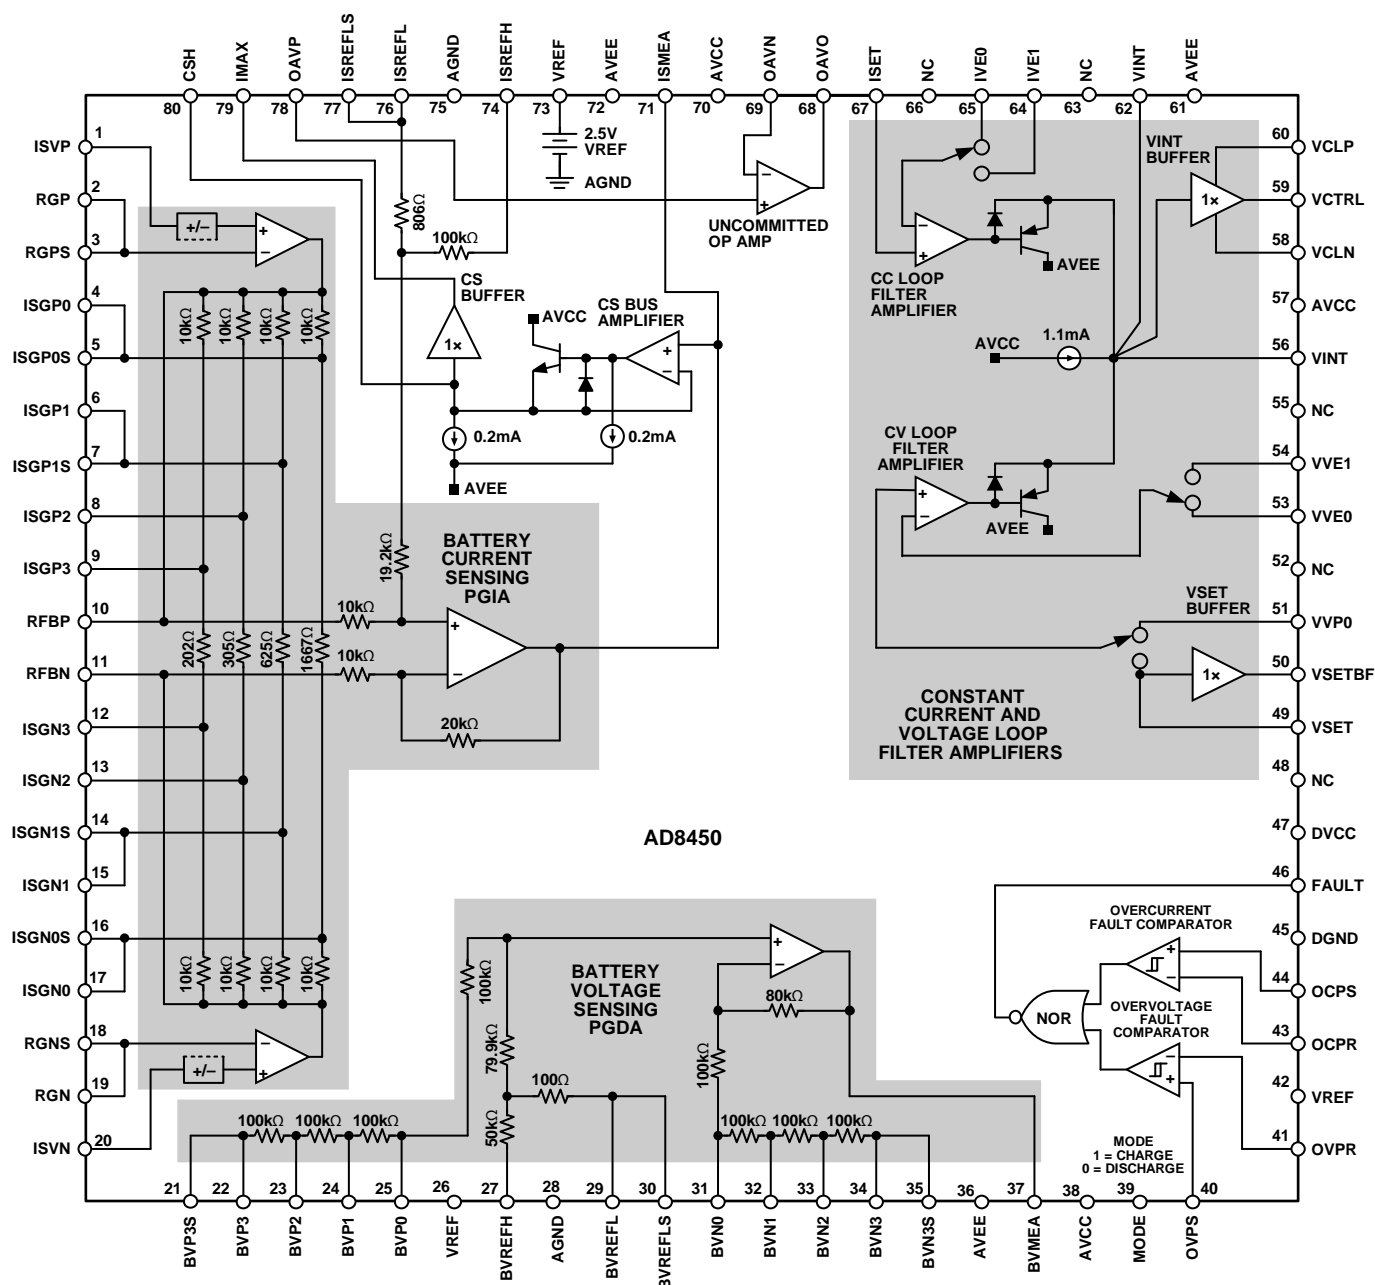 CSH
IMAX
OAVP
ISREFLS
ISREFL
AGND
ISREFH
VREF
AVEE
ISMEA
AVCC
OAVN
OAVO
ISET
NC
IVE0
IVE1
NC
VINT
AVEE
80
79
78
77
76
75
74
73
72
71
70
69
68
67
66
65
64
63
62
61
1
ISVP
2
RGP
3
RGPS
4
ISGP0
5
ISGP0S
6
ISGP1
7
ISGP1S
8
ISGP2
9
ISGP3
10
RFBP
11
RFBN
12
ISGN3
13
ISGN2
14
ISGN1S
15
ISGN1
16
ISGN0S
17
ISGN0
18
RGNS
19
RGN
20
ISVN
+/–
+
–
10kΩ
10kΩ
10kΩ
10kΩ
202Ω
305Ω
625Ω
1667Ω
10kΩ
10kΩ
10kΩ
10kΩ
+/–
–
+
806Ω
100kΩ
2.5V
VREF
AGND
–
+
UNCOMMITTED
OP AMP
CS
BUFFER
1×
AVCC
CS BUS
AMPLIFIER
+
–
0.2mA
0.2mA
AVEE
BATTERY
CURRENT
SENSING
PGIA
19.2kΩ
10kΩ
10kΩ
+
–
20kΩ
VINT
BUFFER
1×
–
+
AVEE
CC LOOP
FILTER
AMPLIFIER
1.1mA
AVCC
CV LOOP
FILTER
AMPLIFIER
+
–
AVEE
VSET
BUFFER
1×
CONSTANT
CURRENT AND
VOLTAGE LOOP
FILTER AMPLIFIERS
60
VCLP
59
VCTRL
58
VCLN
57
AVCC
56
VINT
55
NC
54
VVE1
53
VVE0
52
NC
51
VVP0
50
VSETBF
49
VSET
48
NC
47
DVCC
46
FAULT
45
DGND
44
OCPS
43
OCPR
42
VREF
41
OVPR
AD8450
BATTERY
VOLTAGE
SENSING
PGDA
100kΩ
79.9kΩ
100Ω
50kΩ
+
–
80kΩ
100kΩ
100kΩ
100kΩ
100kΩ
100kΩ
100kΩ
100kΩ
OVERCURRENT
FAULT COMPARATOR
+
–
NOR
OVERVOLTAGE
FAULT
COMPARATOR
–
+
MODE
1 = CHARGE
0 = DISCHARGE
21
22
23
24
25
26
27
28
29
30
31
32
33
34
35
36
37
38
39
40
BVP3S
BVP3
BVP2
BVP1
BVP0
VREF
BVREFH
AGND
BVREFL
BVREFLS
BVN0
BVN1
BVN2
BVN3
BVN3S
AVEE
BVMEA
AVCC
MODE
OVPS